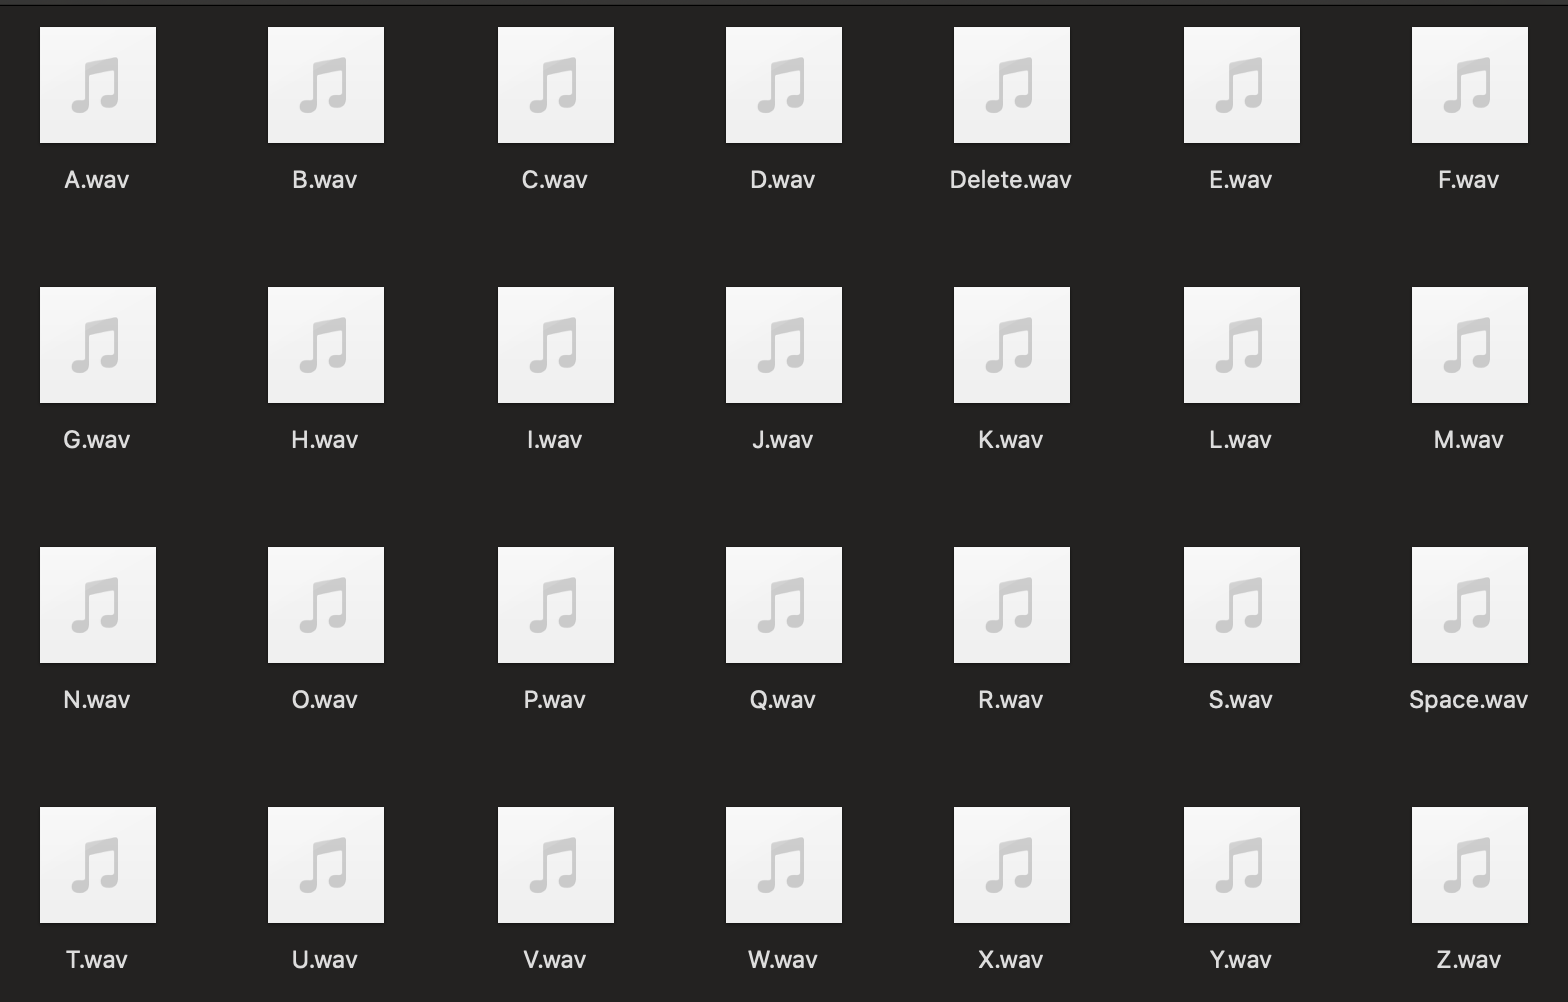 A.wav B.wav C.wav D.wav Delete.wav E.wav F.wav
G.wav H.wav I.wav J.wav K.wav L.wav M.wav
N.wav O.wav P.wav Q.wav R.wav S.wav Space.wav
T.wav U.wav V.wav W.wav X.wav Y.wav Z.wav